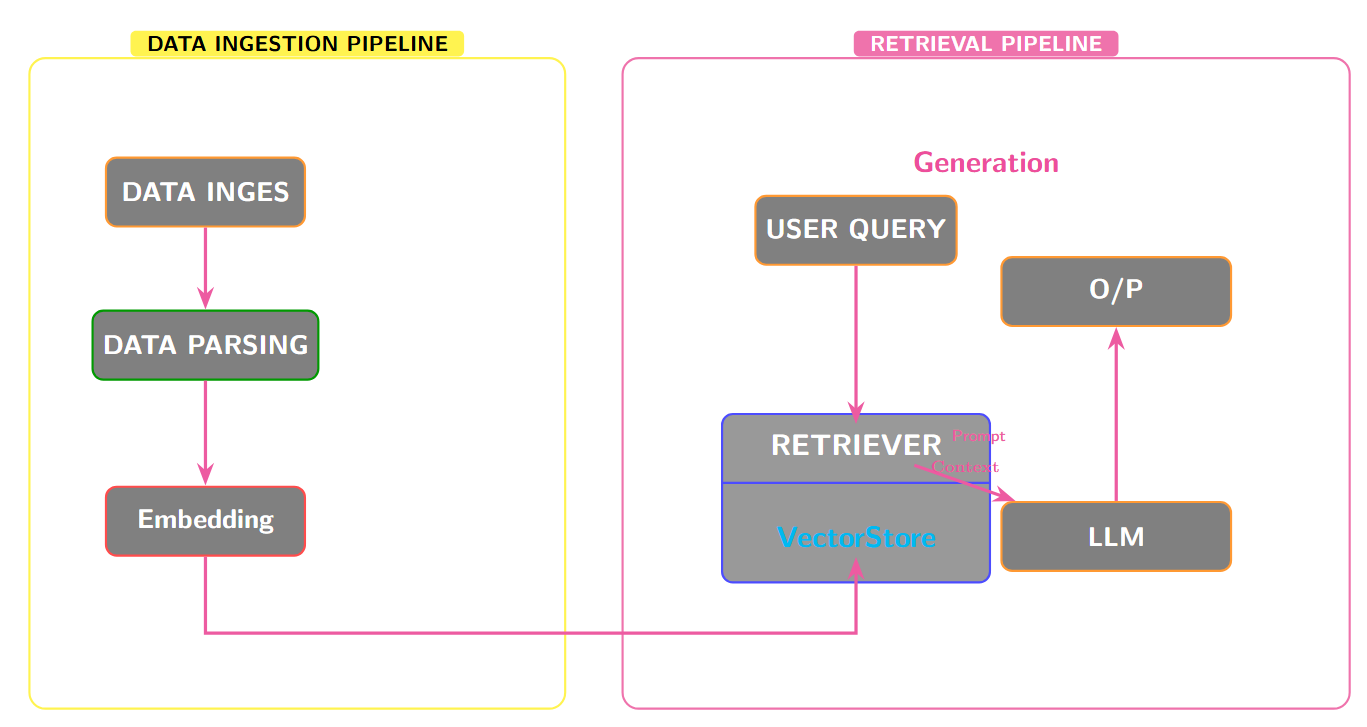 DATA INGESTION PIPELINE
DATA INGES
DATA PARSING
Embedding
RETRIEVAL PIPELINE
Generation
USER QUERY
O/P
RETRIEVER
Prompt
Context
VectorStore
LLM